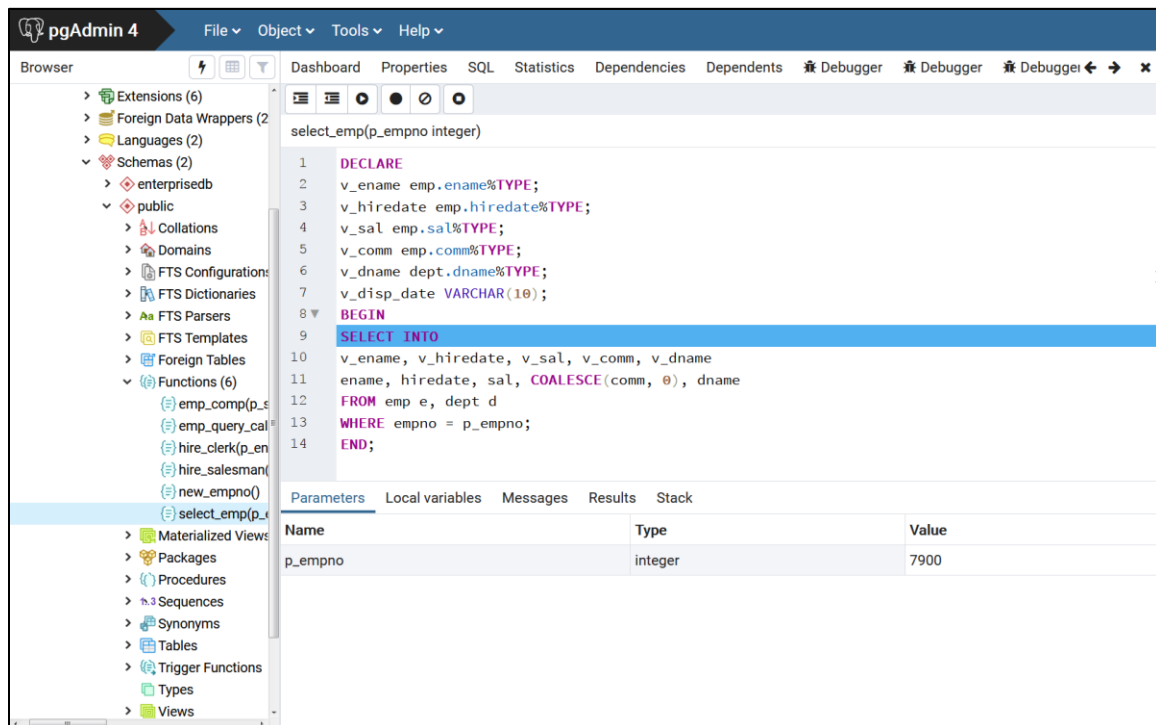 pgAdmin 4 File Object Tools Help
Browser
Dashboard Properties SQL Statistics Dependencies Dependents Debugger Debugger Debugger
Extensions (6)
Foreign Data Wrappers (2
Languages (2)
Schemas (2)
enterprisedb
public
Collations
Domains
FTS Configurations
FTS Dictionaries
Aa FTS Parsers
FTS Templates
Foreign Tables
Functions (6)
emp_comp(p_s
emp_query_cal
hire_clerk(p_en
hire_salesman(
new_empno()
select_emp(p_e
Materialized Views
Packages
Procedures
1..3 Sequences
Synonyms
Tables
Trigger Functions
Types
Views
select_emp(p_empno integer)
1 DECLARE
2 v_ename emp.ename%TYPE;
3 v_hiredate emp.hiredate%TYPE;
4 v_sal emp.sal%TYPE;
5 v_comm emp.comm%TYPE;
6 v_dname dept.dname%TYPE;
7 v_disp_date VARCHAR(10);
8 BEGIN
9 SELECT INTO
10 v_ename, v_hiredate, v_sal, v_comm, v_dname
11 ename, hiredate, sal, COALESCE(comm, 0), dname
12 FROM emp e, dept d
13 WHERE empno = p_empno;
14 END;
Parameters Local variables Messages Results Stack
Name Type Value
p_empno integer 7900